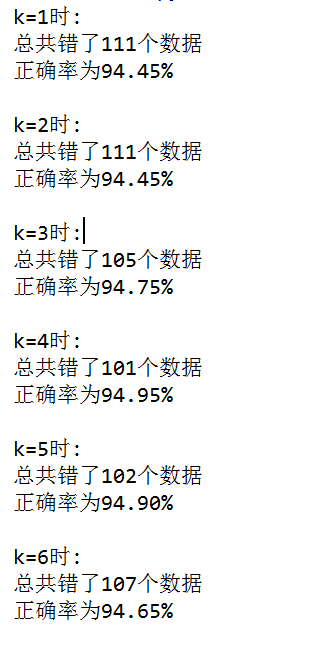 k=1时:
总共错了111个数据
正确率为94.45%
k=2时:
总共错了111个数据
正确率为94.45%
k=3时:
总共错了105个数据
正确率为94.75%
k=4时:
总共错了101个数据
正确率为94.95%
k=5时:
总共错了102个数据
正确率为94.90%
k=6时:
总共错了107个数据
正确率为94.65%